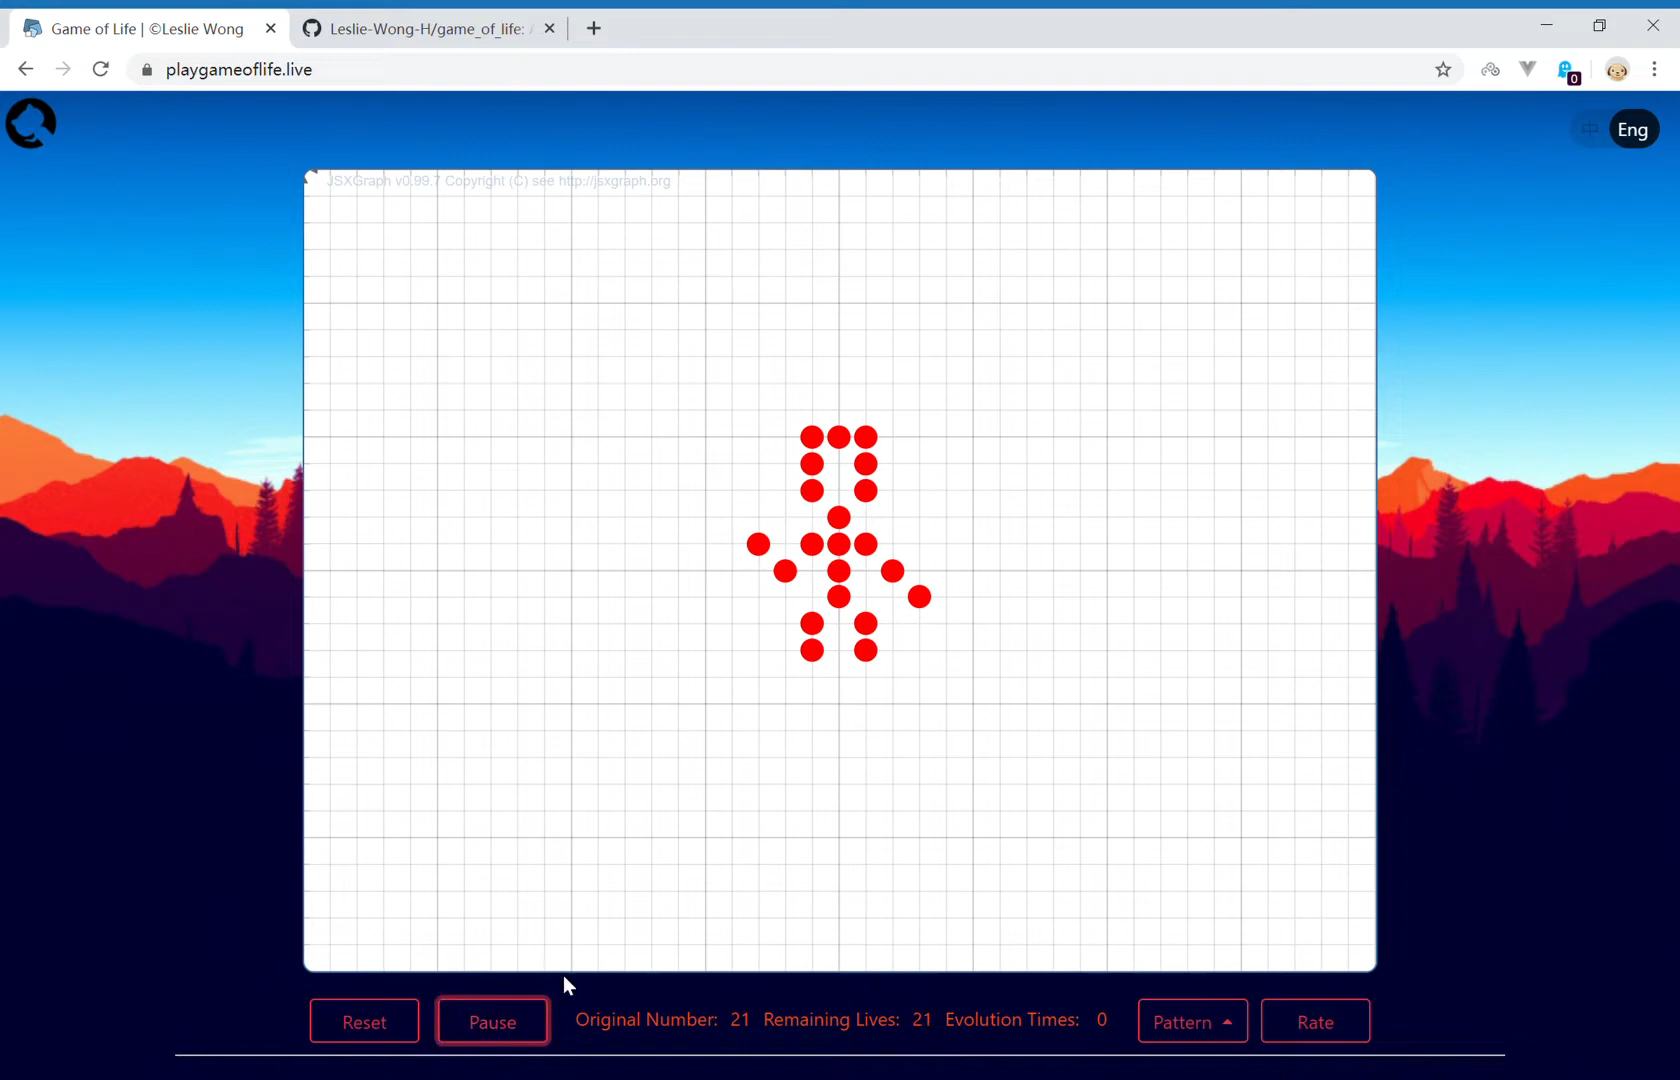 Game of Life | ©Leslie Wong
Leslie-Wong-H/game_of_life:
playgameoflife.live
0
中 Eng
JSXGraph v0.99.7 Copyright (C) see http://jsxgraph.org
Reset Pause Original Number: 21 Remaining Lives: 21 Evolution Times: 0 Pattern Rate